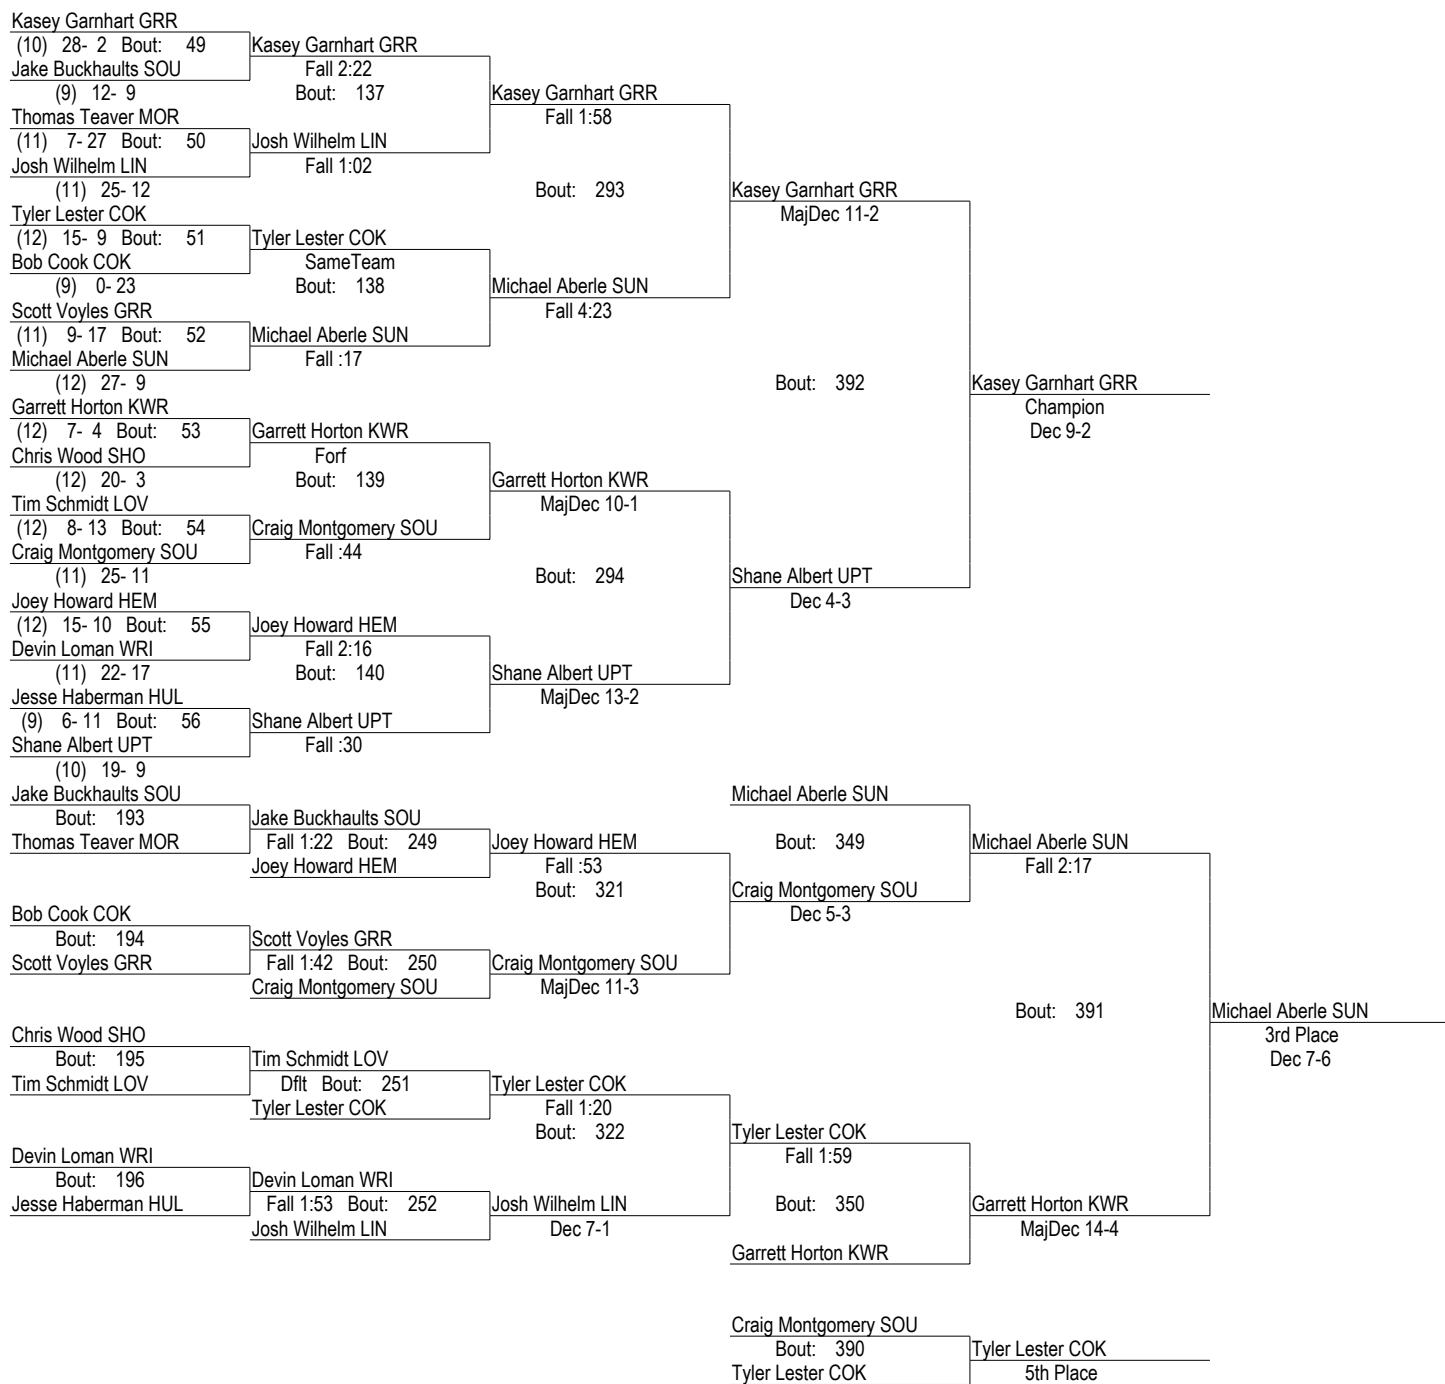 Kasey Garnhart GRR
(10) 28- 2 Bout: 49 Kasey Garnhart GRR
Jake Buckhaults SOU Fall 2:22
(9) 12- 9 Bout: 137 Kasey Garnhart GRR
Thomas Teaver MOR Fall 1:58
(11) 7- 27 Bout: 50 Josh Wilhelm LIN
Josh Wilhelm LIN Fall 1:02
(11) 25- 12 Bout: 293 Kasey Garnhart GRR
Tyler Lester COK MajDec 11-2
(12) 15- 9 Bout: 51 Tyler Lester COK
Bob Cook COK SameTeam
(9) 0- 23 Bout: 138 Michael Aberle SUN
Scott Voyles GRR Fall 4:23
(11) 9- 17 Bout: 52 Michael Aberle SUN
Michael Aberle SUN Fall :17
(12) 27- 9 Bout: 392 Kasey Garnhart GRR
Garrett Horton KWR Champion
(12) 7- 4 Bout: 53 Garrett Horton KWR Dec 9-2
Chris Wood SHO Forf
(12) 20- 3 Bout: 139 Garrett Horton KWR
Tim Schmidt LOV MajDec 10-1
(12) 8- 13 Bout: 54 Craig Montgomery SOU
Craig Montgomery SOU Fall :44
(11) 25- 11 Bout: 294 Shane Albert UPT
Joey Howard HEM Dec 4-3
(12) 15- 10 Bout: 55 Joey Howard HEM
Devin Loman WRI Fall 2:16
(11) 22- 17 Bout: 140 Shane Albert UPT
Jesse Haberman HUL MajDec 13-2
(9) 6- 11 Bout: 56 Shane Albert UPT
Shane Albert UPT Fall :30
(10) 19- 9
Jake Buckhaults SOU Michael Aberle SUN
Bout: 193 Jake Buckhaults SOU
Thomas Teaver MOR Fall 1:22 Bout: 249 Joey Howard HEM Bout: 349 Michael Aberle SUN
Joey Howard HEM Fall :53 Fall 2:17
Bout: 321 Craig Montgomery SOU
Bob Cook COK Dec 5-3
Bout: 194 Scott Voyles GRR
Scott Voyles GRR Fall 1:42 Bout: 250 Craig Montgomery SOU
Craig Montgomery SOU MajDec 11-3
Bout: 391 Michael Aberle SUN
Chris Wood SHO 3rd Place
Bout: 195 Tim Schmidt LOV Dec 7-6
Tim Schmidt LOV Dflt Bout: 251 Tyler Lester COK
Tyler Lester COK Fall 1:20
Bout: 322 Tyler Lester COK
Devin Loman WRI Fall 1:59
Bout: 196 Devin Loman WRI
Jesse Haberman HUL Fall 1:53 Bout: 252 Josh Wilhelm LIN Bout: 350 Garrett Horton KWR
Josh Wilhelm LIN Dec 7-1 MajDec 14-4
Garrett Horton KWR
Craig Montgomery SOU
Bout: 390 Tyler Lester COK
Tyler Lester COK 5th Place